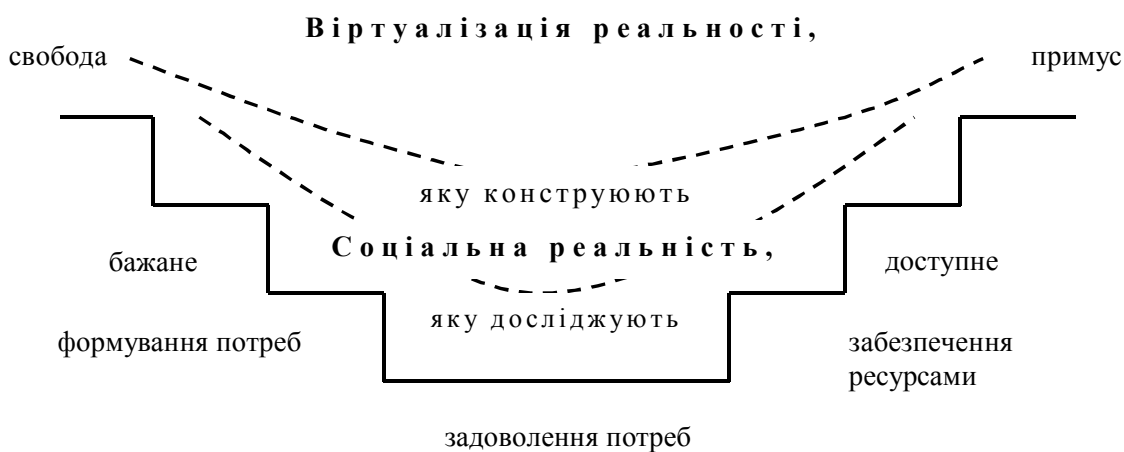 Віртуалізація реальності,
свобода
примус
яку конструюють
Соціальна реальність,
бажане
доступне
яку досліджують
формування потреб
забезпечення
ресурсами
задоволення потреб